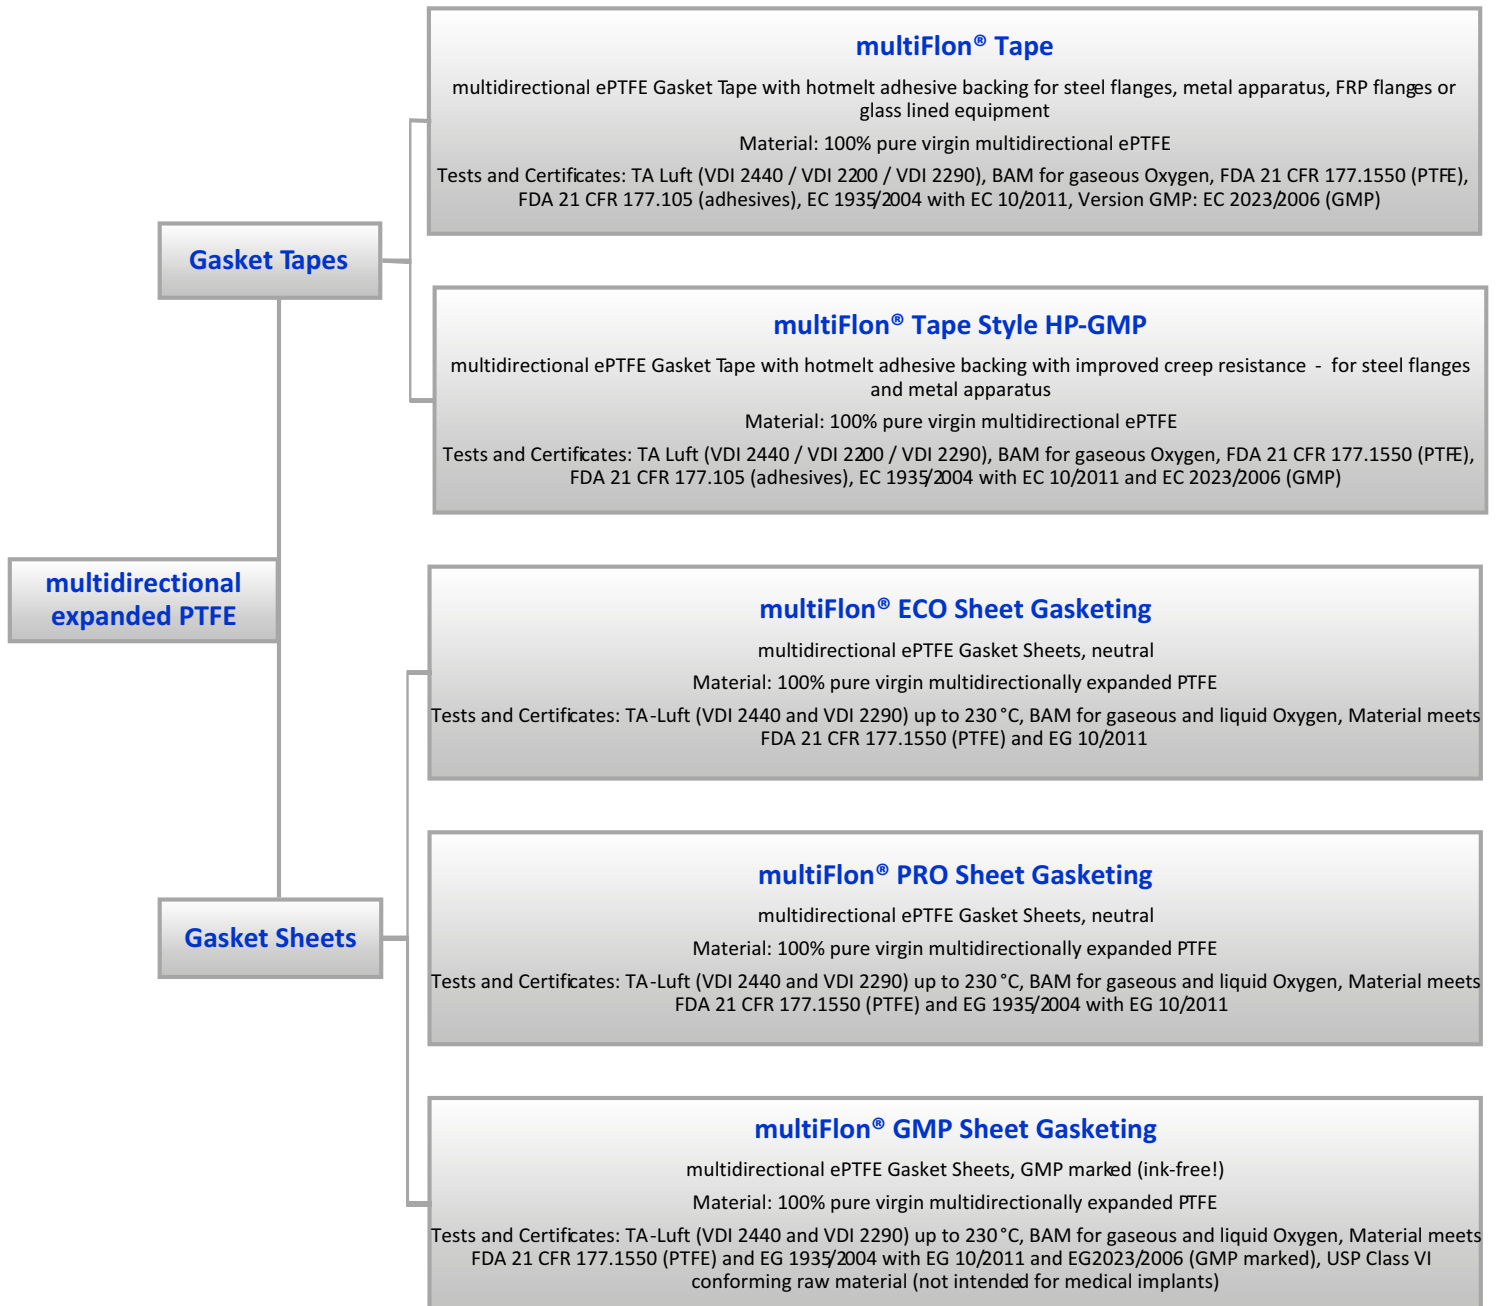 multiFlon® Tape
multidirectional ePTFE Gasket Tape with hotmelt adhesive backing for steel flanges, metal apparatus, FRP flanges or
glass lined equipment
Material: 100% pure virgin multidirectional ePTFE
Tests and Certificates: TA Luft (VDI 2440 / VDI 2200 / VDI 2290), BAM for gaseous Oxygen, FDA 21 CFR 177.1550 (PTFE),
FDA 21 CFR 177.105 (adhesives), EC 1935/2004 with EC 10/2011, Version GMP: EC 2023/2006 (GMP)
Gasket Tapes
multiFlon® Tape Style HP-GMP
multidirectional ePTFE Gasket Tape with hotmelt adhesive backing with improved creep resistance - for steel flanges
and metal apparatus
Material: 100% pure virgin multidirectional ePTFE
Tests and Certificates: TA Luft (VDI 2440 / VDI 2200 / VDI 2290), BAM for gaseous Oxygen, FDA 21 CFR 177.1550 (PTFE),
FDA 21 CFR 177.105 (adhesives), EC 1935/2004 with EC 10/2011 and EC 2023/2006 (GMP)
multidirectional
expanded PTFE
multiFlon® ECO Sheet Gasketing
multidirectional ePTFE Gasket Sheets, neutral
Material: 100% pure virgin multidirectionally expanded PTFE
Tests and Certificates: TA-Luft (VDI 2440 and VDI 2290) up to 230°C, BAM for gaseous and liquid Oxygen, Material meets
FDA 21 CFR 177.1550 (PTFE) and EG 10/2011
multiFlon® PRO Sheet Gasketing
multidirectional ePTFE Gasket Sheets, neutral
Material: 100% pure virgin multidirectionally expanded PTFE
Tests and Certificates: TA-Luft (VDI 2440 and VDI 2290) up to 230°C, BAM for gaseous and liquid Oxygen, Material meets
FDA 21 CFR 177.1550 (PTFE) and EG 1935/2004 with EG 10/2011
Gasket Sheets
multiFlon® GMP Sheet Gasketing
multidirectional ePTFE Gasket Sheets, GMP marked (ink-free!)
Material: 100% pure virgin multidirectionally expanded PTFE
Tests and Certificates: TA-Luft (VDI 2440 and VDI 2290) up to 230°C, BAM for gaseous and liquid Oxygen, Material meets
FDA 21 CFR 177.1550 (PTFE) and EG 1935/2004 with EG 10/2011 and EG2023/2006 (GMP marked), USP Class VI
conforming raw material (not intended for medical implants)